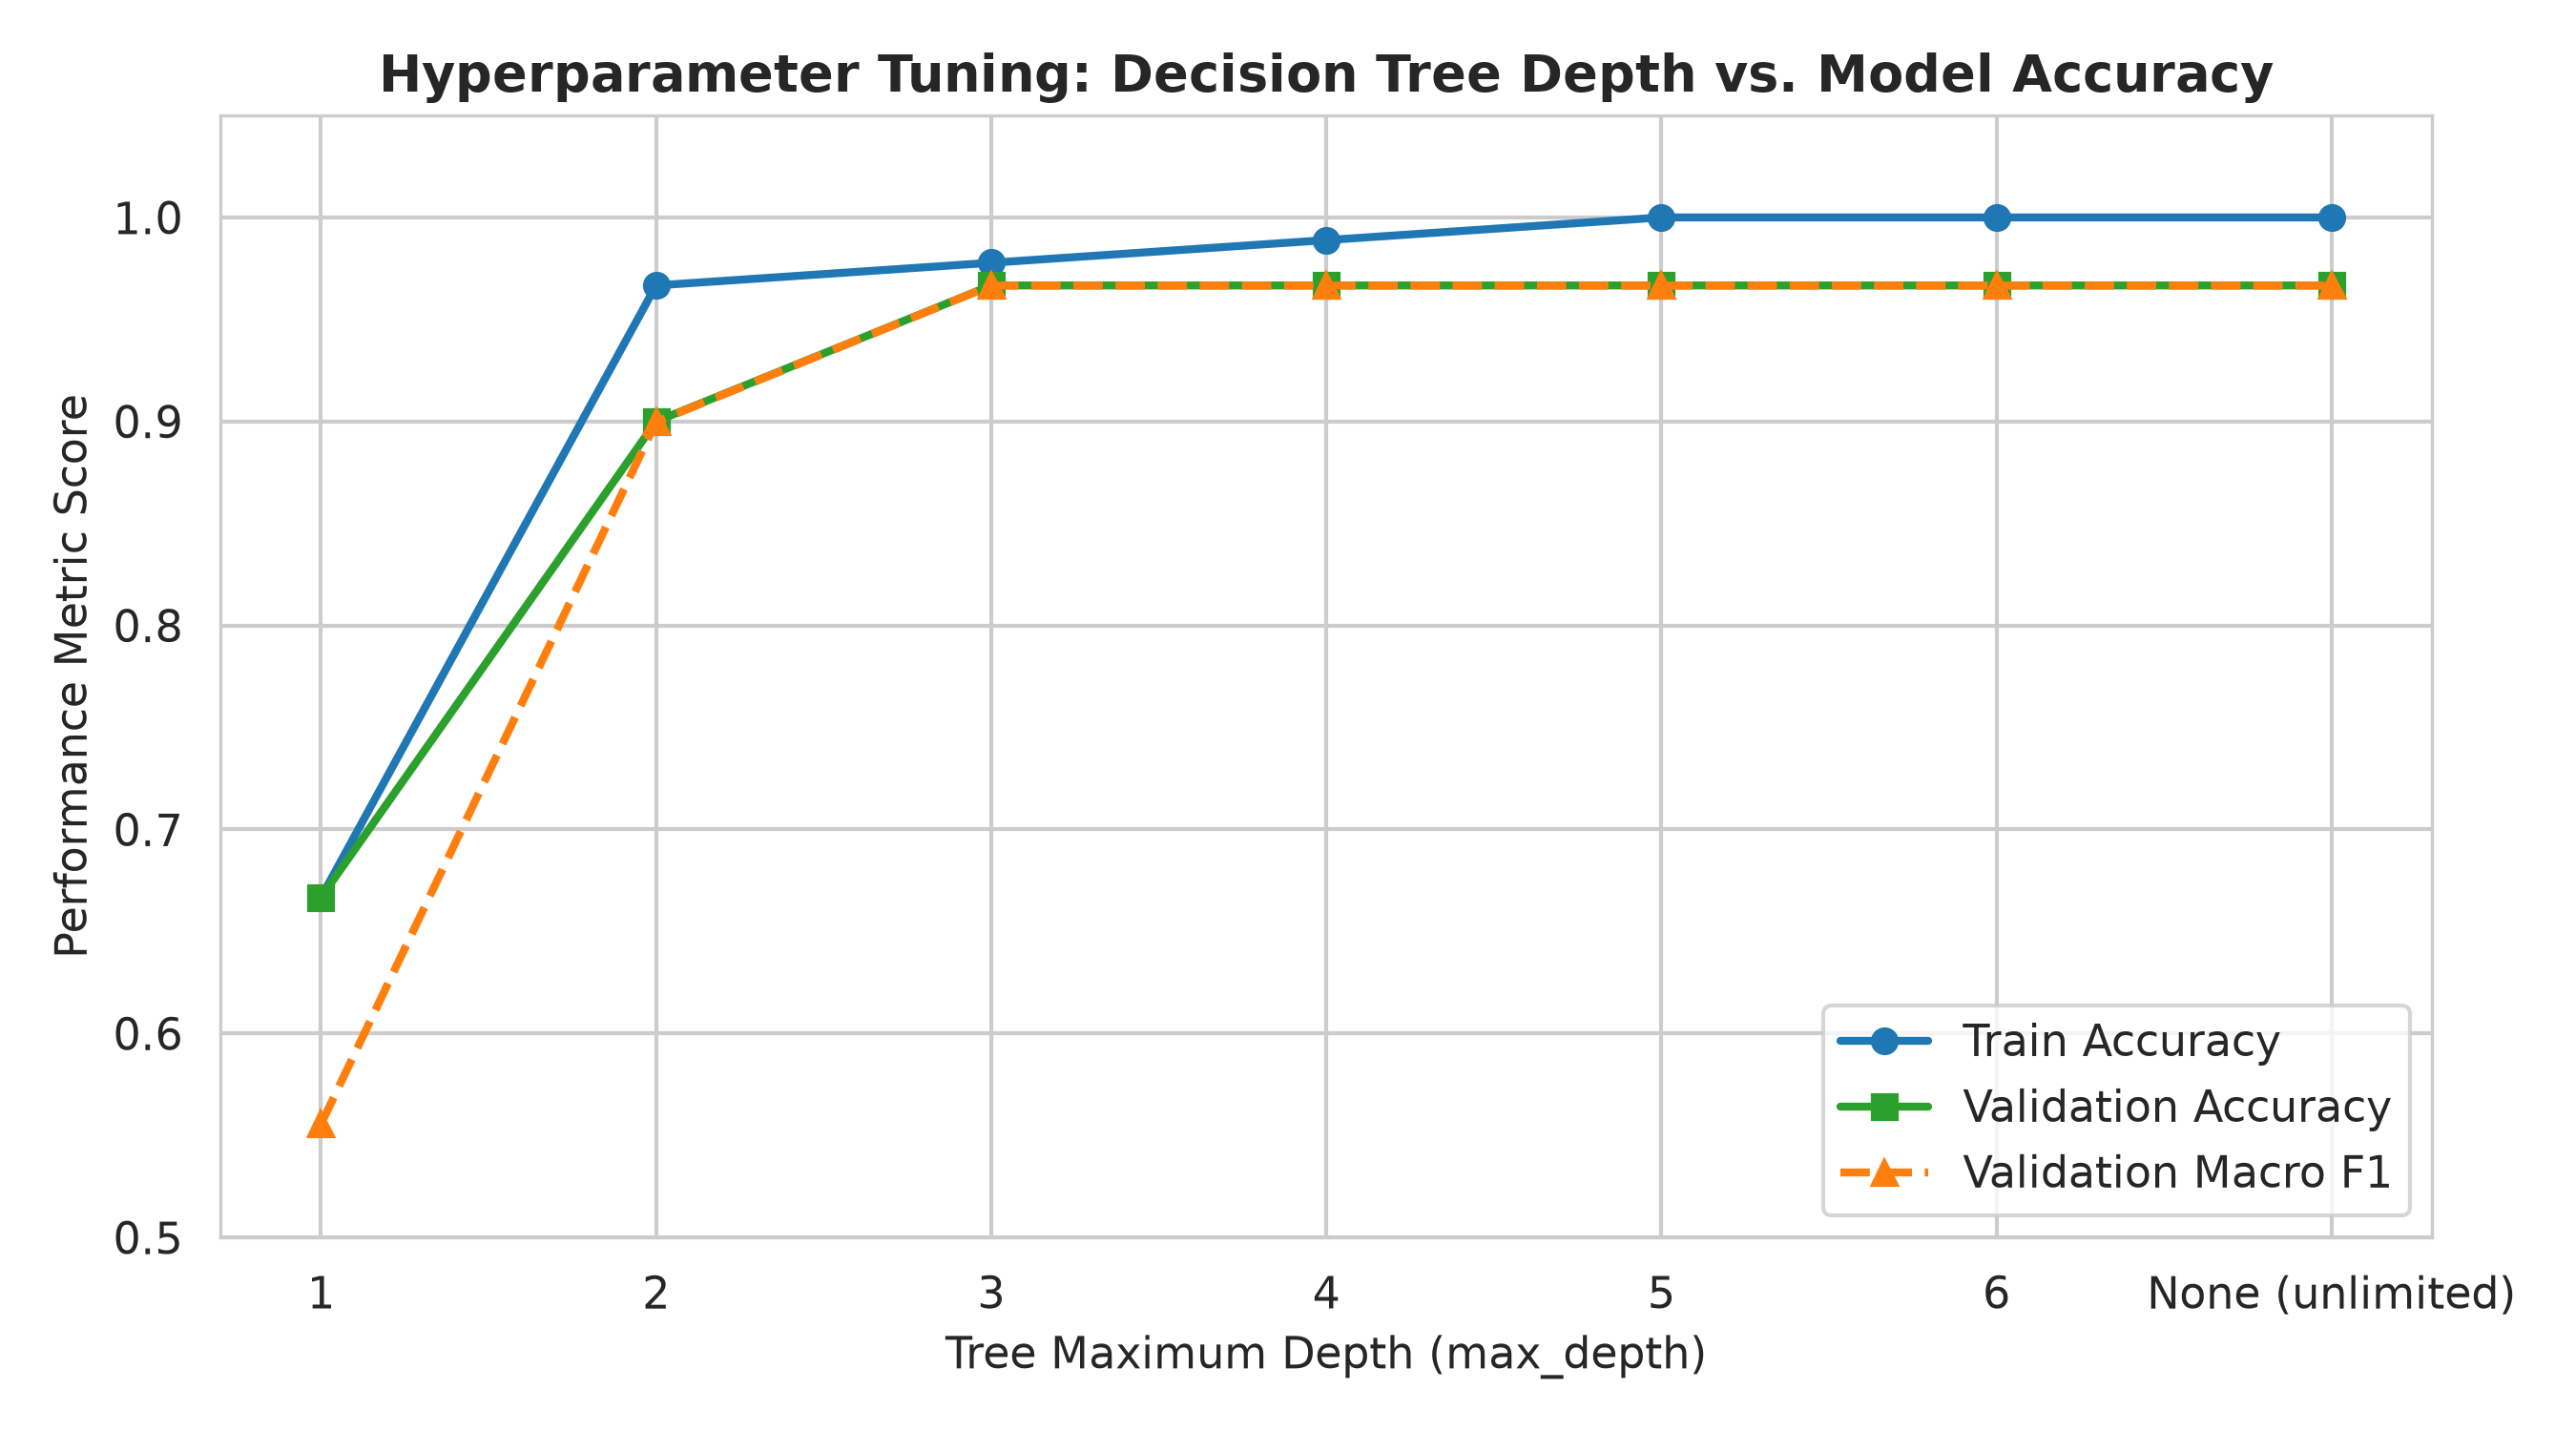 Hyperparameter Tuning: Decision Tree Depth vs. Model Accuracy
Performance Metric Score
1.0
0.9
0.8
0.7
0.6
0.5
1 2 3 4 5 6 None (unlimited)
Tree Maximum Depth (max_depth)
Train Accuracy
Validation Accuracy
Validation Macro F1